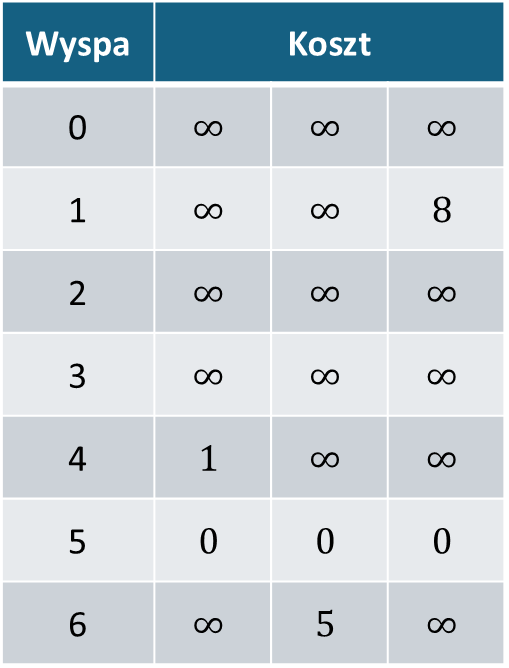 Wyspa Koszt
0 ∞ ∞ ∞
1 ∞ ∞ 8
2 ∞ ∞ ∞
3 ∞ ∞ ∞
4 1 ∞ ∞
5 0 0 0
6 ∞ 5 ∞